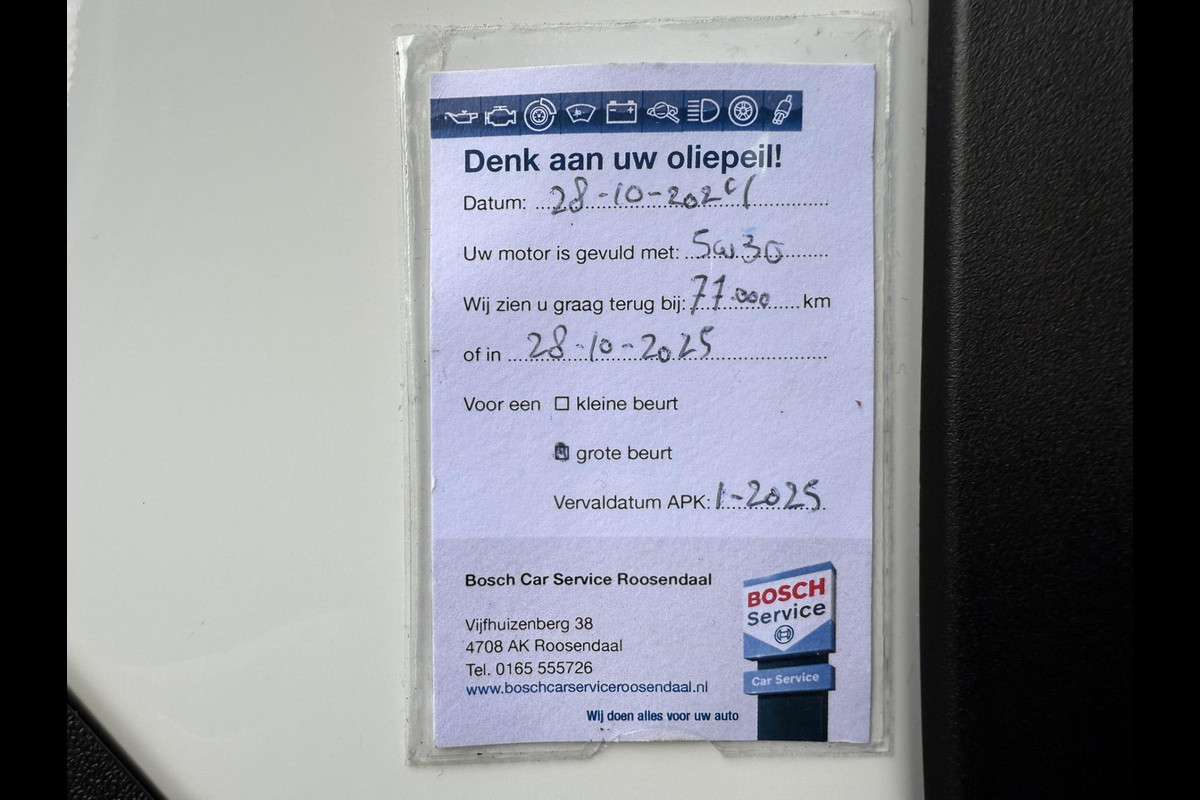 Denk aan uw oliepeil!
Datum: 28-10-2024
Uw motor is gevuld met: 5w30
Wij zien u graag terug bij: 77.000 km
of in 28-10-2025
Voor een kleine beurt
grote beurt
Vervaldatum APK: 1-2025
Bosch Car Service Roosendaal
Vijfhuizenberg 38
4708 AK Roosendaal
Tel. 0165 555726
www.boschcarserviceroosendaal.nl
Wij doen alles voor uw auto
BOSCH
Service
Car Service